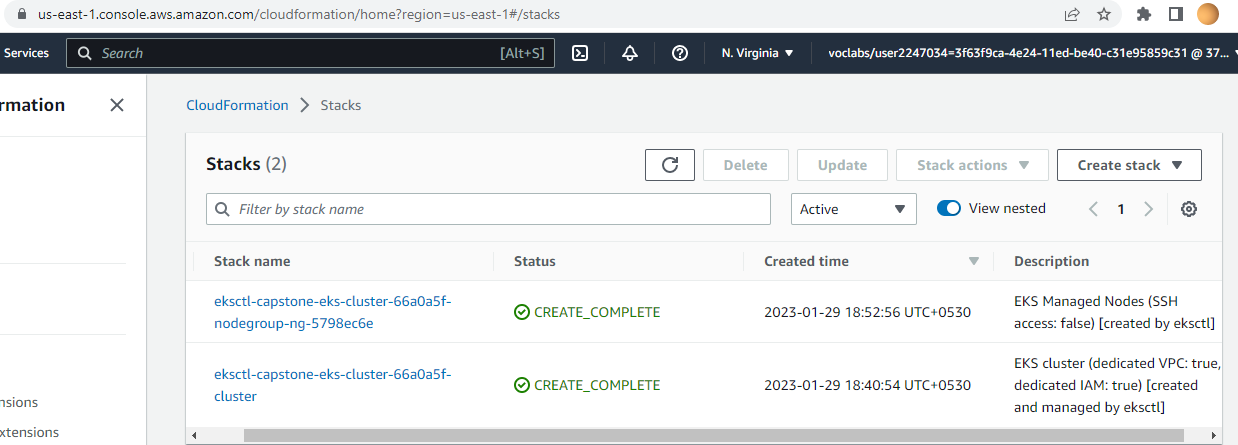 us-east-1.console.aws.amazon.com/cloudformation/home?region=us-east-1#/stacks
Services
Search
[Alt+S]
N. Virginia
voclabs/user2247034=3f63f9ca-4e24-11ed-be40-c31e95859c31 @ 37...
rmation
CloudFormation
Stacks
Stacks (2)
Delete
Update
Stack actions
Create stack
Filter by stack name
Active
View nested
1
Stack name
Status
Created time
Description
eksctl-capstone-eks-cluster-66a0a5f-
nodegroup-ng-5798ec6e
CREATE_COMPLETE
2023-01-29 18:52:56 UTC+0530
EKS Managed Nodes (SSH
access: false) [created by eksctl]
eksctl-capstone-eks-cluster-66a0a5f-
cluster
CREATE_COMPLETE
2023-01-29 18:40:54 UTC+0530
EKS cluster (dedicated VPC: true,
dedicated IAM: true) [created
and managed by eksctl]
nsions
xtensions